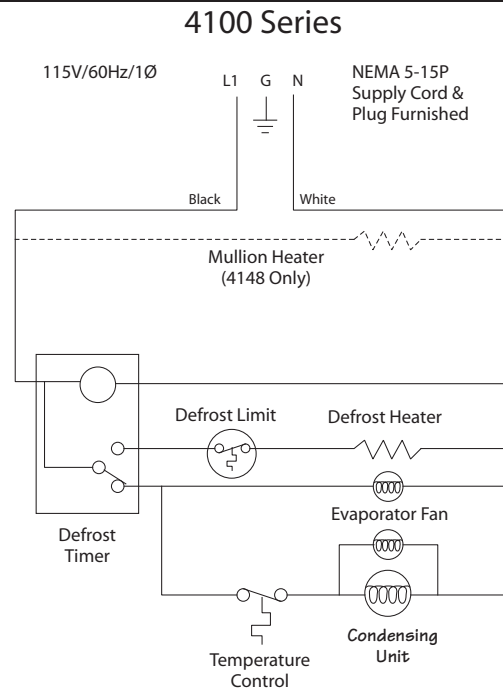 4100 Series
115V/60Hz/1Ø
L1 G N
NEMA 5-15P
Supply Cord &
Plug Furnished
Black
White
Mullion Heater
(4148 Only)
Defrost Limit
Defrost Heater
Evaporator Fan
Defrost
Timer
Condensing
Unit
Temperature
Control